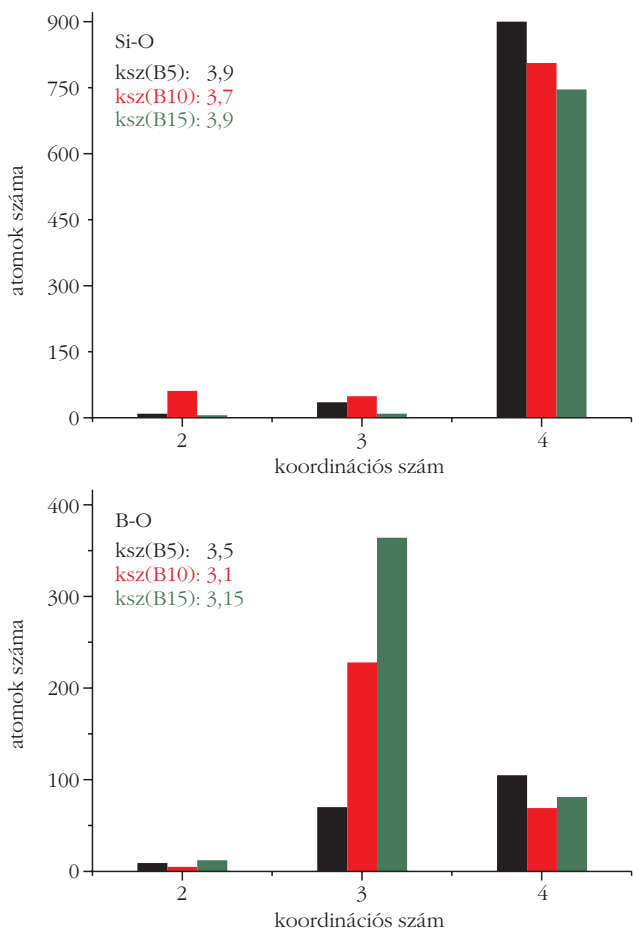 900
750
600
450
300
150
0
atomok száma
Si-O
ksz(B5): 3,9
ksz(B10): 3,7
ksz(B15): 3,9
2 3 4
koordinációs szám
400
300
200
100
0
atomok száma
B-O
ksz(B5): 3,5
ksz(B10): 3,1
ksz(B15): 3,15
2 3 4
koordinációs szám